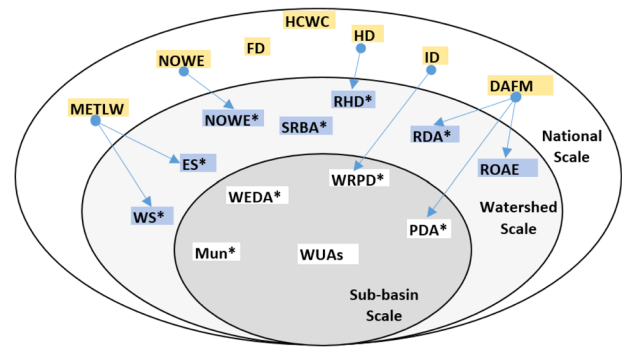 HCWC
FD
HD
NOWE
ID
DAFM
METLW
RHD*
NOWE*
SRBA*
RDA*
National
Scale
ES*
ROAE
WRPD*
WEDA*
WS*
Watershed
Scale
PDA*
Mun*
WUAs
Sub-basin
Scale